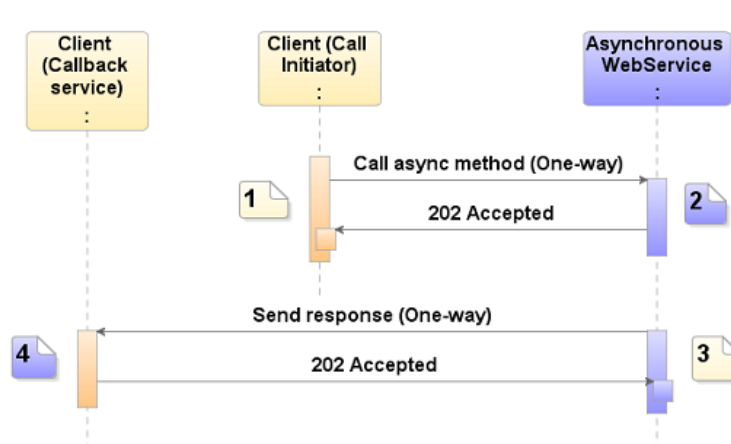 Client
(Callback
service)
:
Client (Call
Initiator)
:
Asynchronous
WebService
:
Call async method (One-way)
1
2
202 Accepted
Send response (One-way)
4
3
202 Accepted